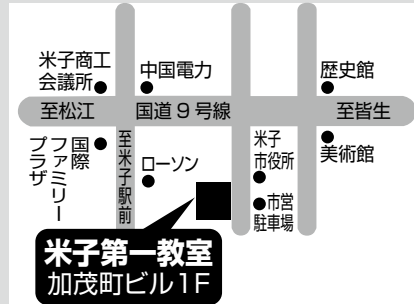 米子商工
会議所
中国電力
歴史館
至松江
国道9号線
至皆生
国際
ファミリー
プラザ
至米子駅前
ローソン
米子
市役所
美術館
市営
駐車場
米子第一教室
加茂町ビル1F